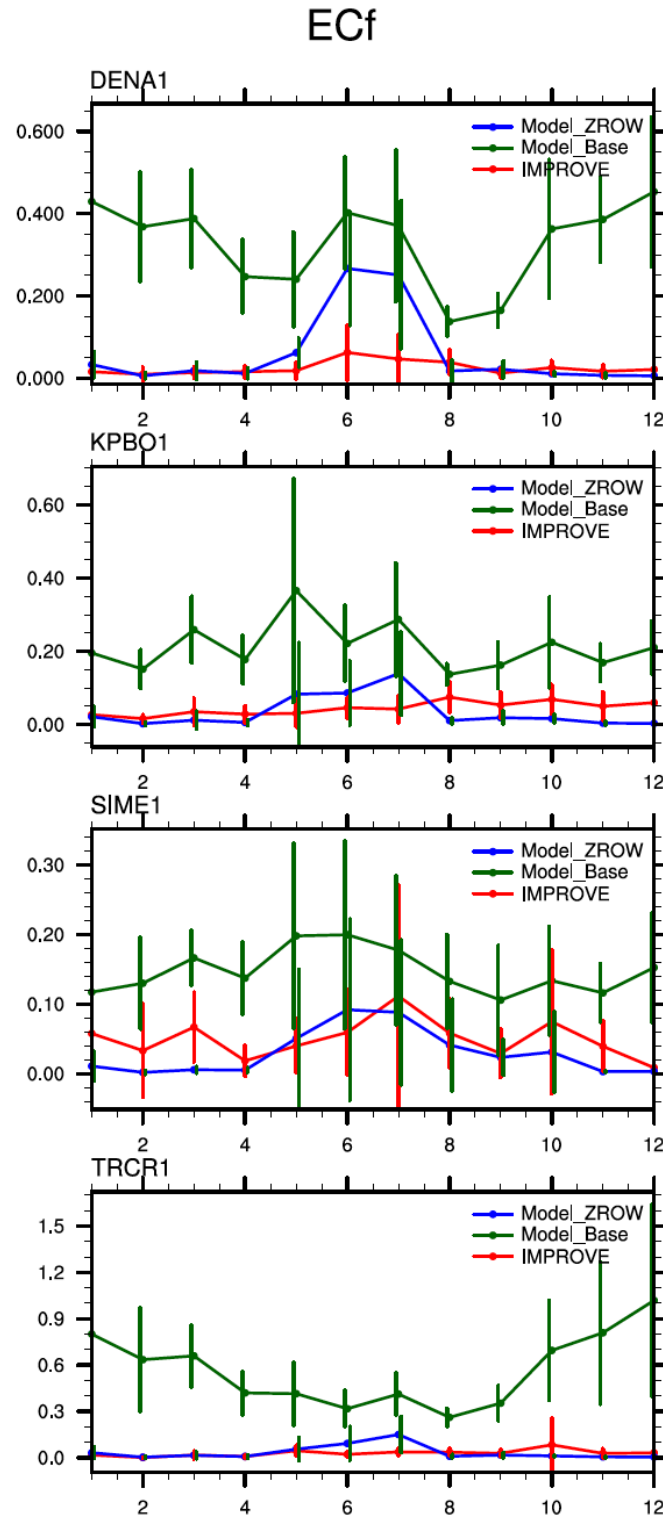 ECf
DENA1
0.600
0.400
0.200
0.000
Model_ZROW
Model_Base
IMPROVE
2 4 6 8 10 12
KPBO1
0.60
0.40
0.20
0.00
Model_ZROW
Model_Base
IMPROVE
2 4 6 8 10 12
SIME1
0.30
0.20
0.10
0.00
Model_ZROW
Model_Base
IMPROVE
2 4 6 8 10 12
TRCR1
1.5
1.2
0.9
0.6
0.3
0.0
Model_ZROW
Model_Base
IMPROVE
2 4 6 8 10 12